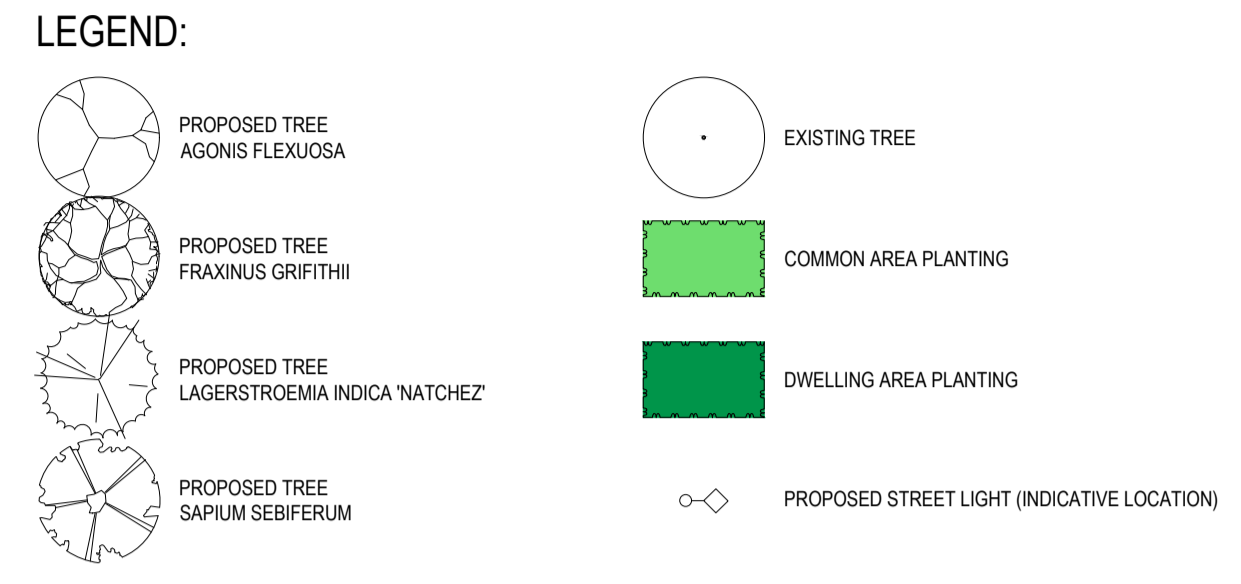 LEGEND:
PROPOSED TREE
AGONIS FLEXUOSA
PROPOSED TREE
FRAXINUS GRIFITHII
PROPOSED TREE
LAGERSTROEMIA INDICA 'NATCHEZ'
PROPOSED TREE
SAPIUM SEBIFERUM
EXISTING TREE
COMMON AREA PLANTING
DWELLING AREA PLANTING
PROPOSED STREET LIGHT (INDICATIVE LOCATION)